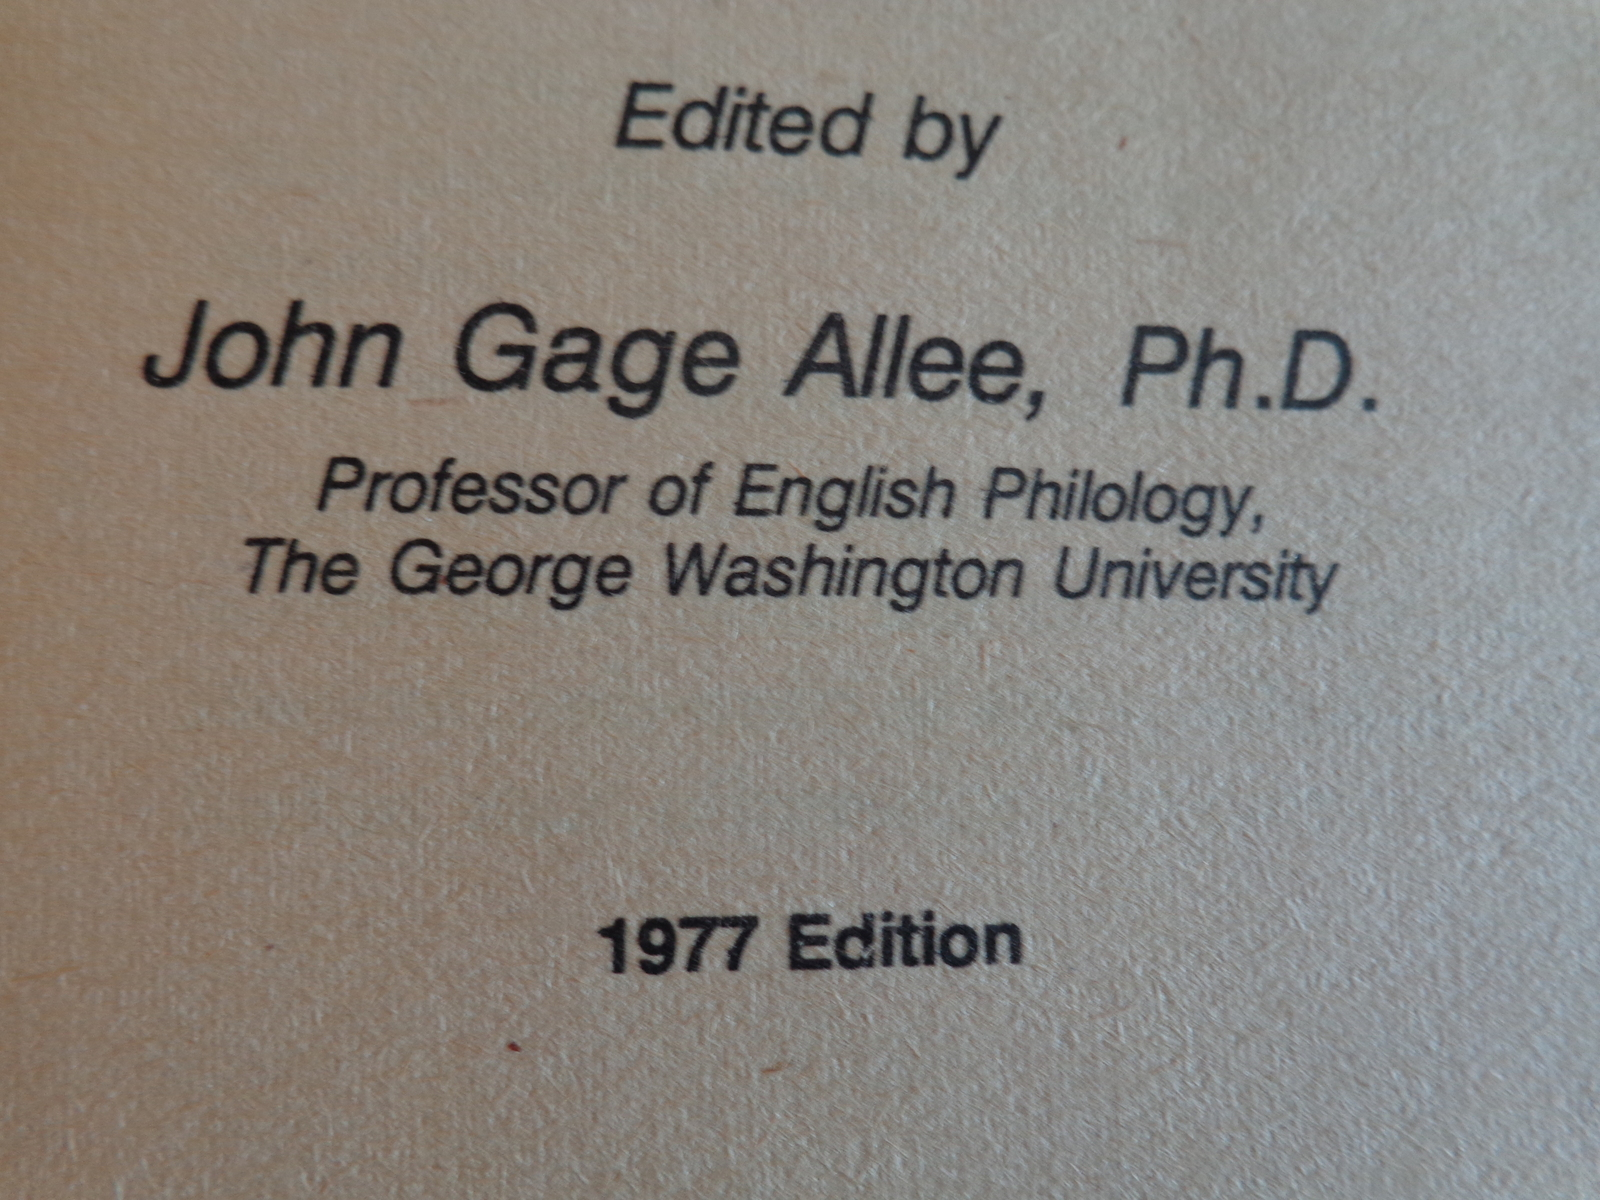 Edited by
John Gage Allee, Ph.D.
Professor of English Philology,
The George Washington University
1977 Edition